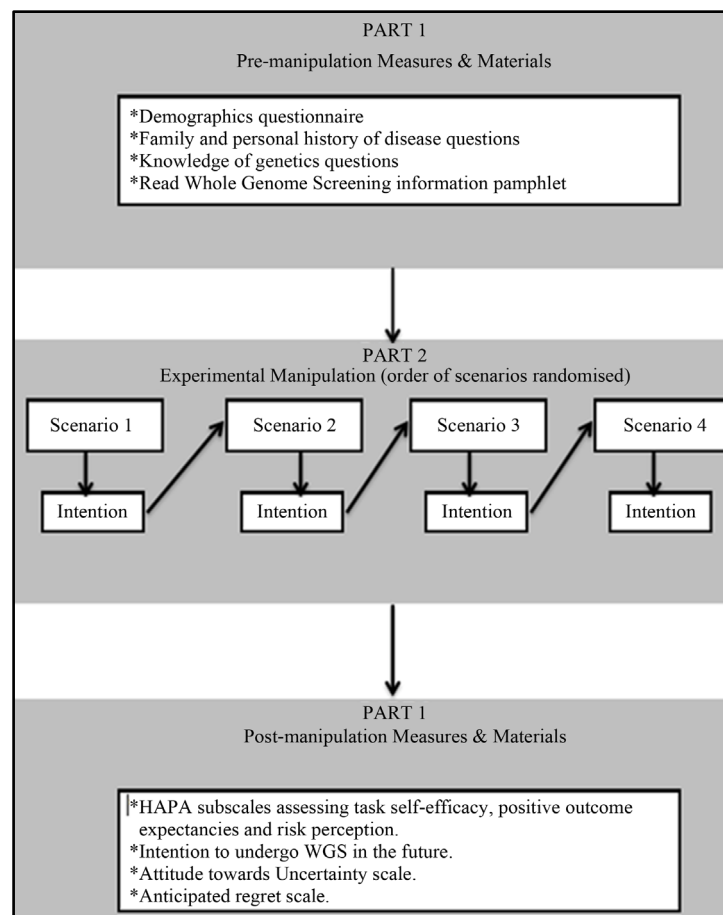 PART 1
Pre-manipulation Measures & Materials
*Demographics questionnaire
*Family and personal history of disease questions
*Knowledge of genetics questions
*Read Whole Genome Screening information pamphlet
PART 2
Experimental Manipulation (order of scenarios randomised)
Scenario 1
Scenario 2
Scenario 3
Scenario 4
Intention
Intention
Intention
Intention
PART 1
Post-manipulation Measures & Materials
*HAPA subscales assessing task self-efficacy, positive outcome
expectancies and risk perception.
*Intention to undergo WGS in the future.
*Attitude towards Uncertainty scale.
*Anticipated regret scale.